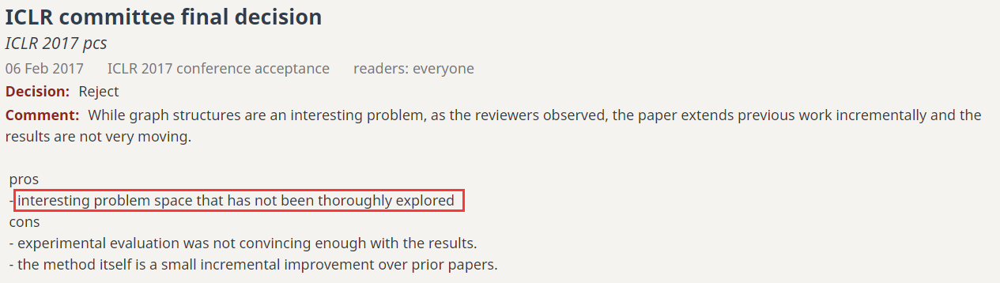 ICLR committee final decision
ICLR 2017 pcs
06 Feb 2017 ICLR 2017 conference acceptance readers: everyone
Decision: Reject
Comment: While graph structures are an interesting problem, as the reviewers observed, the paper extends previous work incrementally and the
results are not very moving.
pros
- interesting problem space that has not been thoroughly explored
cons
- experimental evaluation was not convincing enough with the results.
- the method itself is a small incremental improvement over prior papers.